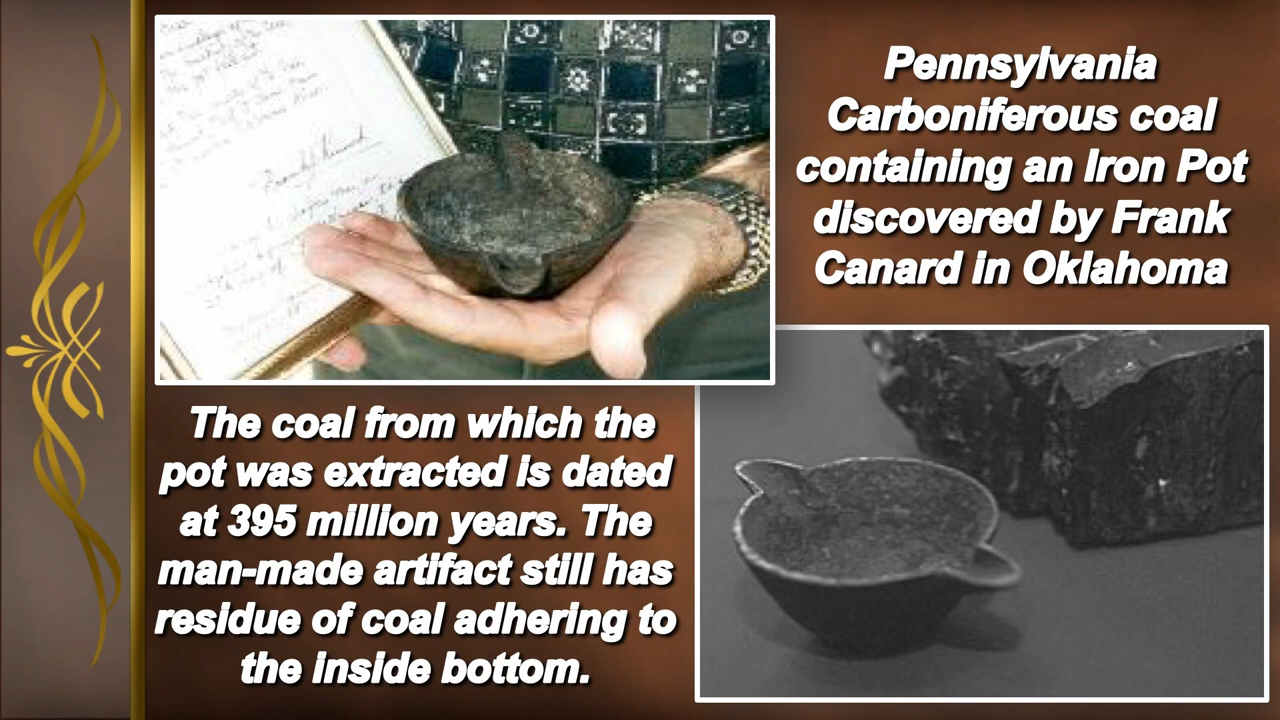 Pennsylvania
Carboniferous coal
containing an Iron Pot
discovered by Frank
Canard in Oklahoma
The coal from which the
pot was extracted is dated
at 395 million years. The
man-made artifact still has
residue of coal adhering to
the inside bottom.